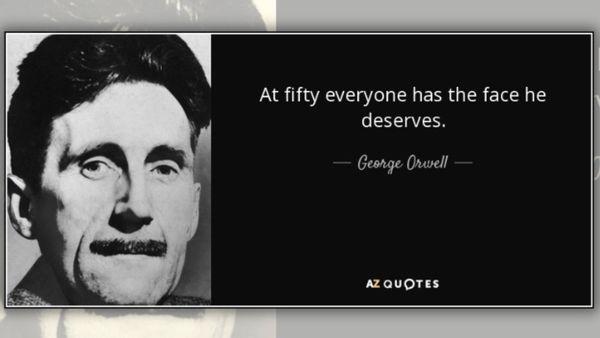 At fifty everyone has the face he
deserves.
George Orwell
AZ QUOTES